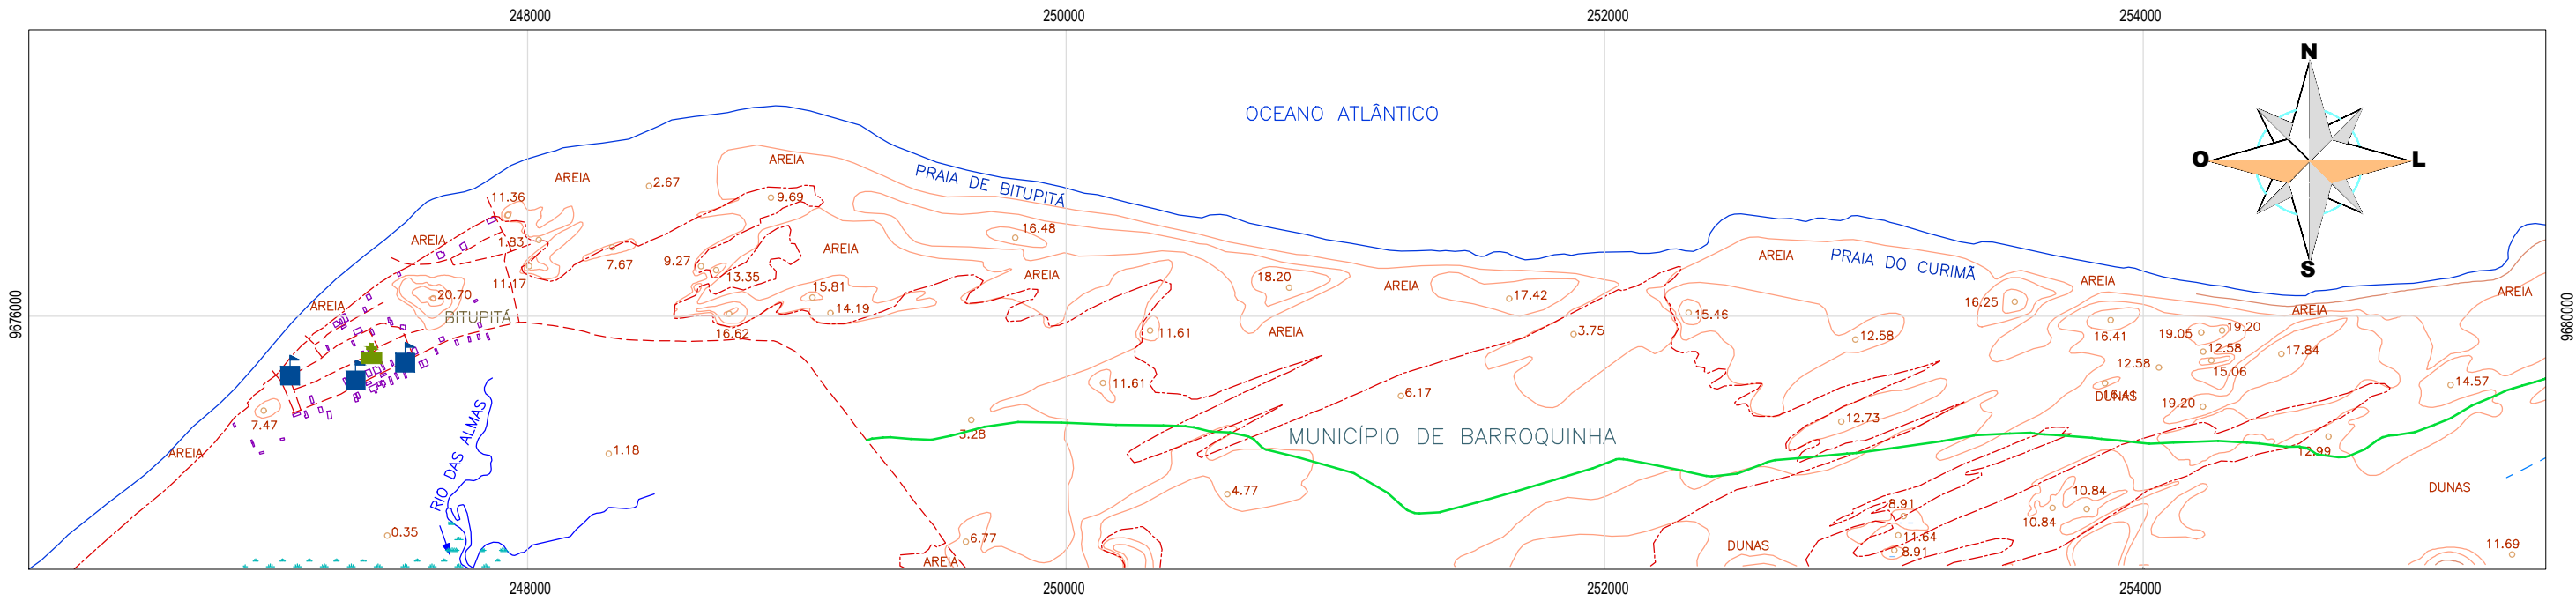 248000
250000
252000
254000
N
OCEANO ATLÂNTICO
O
L
S
AREIA
AREIA
2.67
9.69
PRAIA DE BITUPITÁ
11.36
AREIA
1.83
7.67
9.27
13.35
AREIA
16.48
AREIA
18.20
AREIA
17.42
AREIA
PRAIA DO CURIMÃ
AREIA
16.25
AREIA
AREIA
11.17
20.70
AREIA
BITUPITÁ
15.81
14.19
16.62
11.61
AREIA
3.75
15.46
12.58
16.41
19.05
19.20
12.58
17.84
12.58
15.06
9676000
9680000
11.61
6.17
DUNAS
19.20
14.57
7.47
AREIA
RIO DAS ALMAS
1.18
3.28
MUNICÍPIO DE BARROQUINHA
12.73
12.99
4.77
DUNAS
0.35
6.77
AREIA
DUNAS
8.91
11.64
8.91
10.84
10.84
11.69
248000
250000
252000
254000